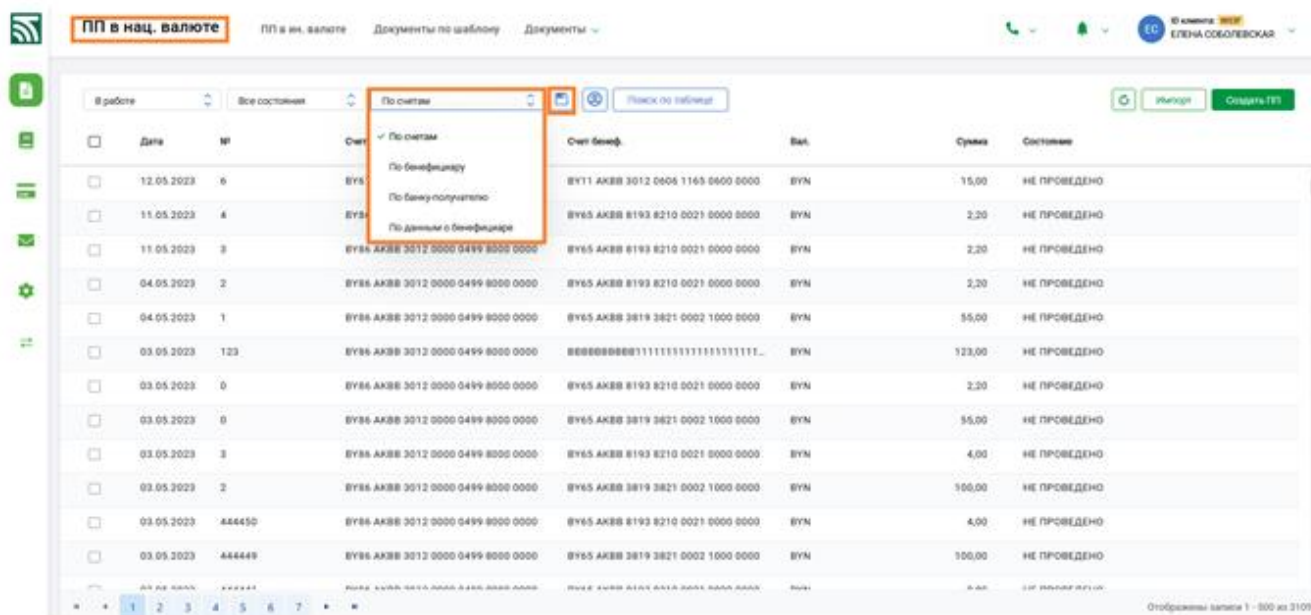 ПП в нац. валюте ПП в ин. валюте Документы по шаблону Документы
ID клиента:
ЕС ЕЛЕНА СОБОЛЕВСКАЯ
В работе Все состояния По счетам Поиск по таблице Импорт Создать ПП
Дата № Счет бенеф. Вал. Сумма Состояние
По счетам
По бенефициару
По банку-получателю
По данным о бенефициаре
12.05.2023 6 BY11 AKBB 3012 0606 1165 0600 0000 BYN 15,00 НЕ ПРОВЕДЕНО
11.05.2023 4 BY65 AKBB 8193 8210 0021 0000 0000 BYN 2,20 НЕ ПРОВЕДЕНО
11.05.2023 3 BY86 AKBB 3012 0000 0499 8000 0000 BY65 AKBB 8193 8210 0021 0000 0000 BYN 2,20 НЕ ПРОВЕДЕНО
04.05.2023 2 BY86 AKBB 3012 0000 0499 8000 0000 BY65 AKBB 8193 8210 0021 0000 0000 BYN 2,20 НЕ ПРОВЕДЕНО
04.05.2023 1 BY86 AKBB 3012 0000 0499 8000 0000 BY65 AKBB 3819 3821 0002 1000 0000 BYN 55,00 НЕ ПРОВЕДЕНО
03.05.2023 123 BY86 AKBB 3012 0000 0499 8000 0000 BYN 123,00 НЕ ПРОВЕДЕНО
03.05.2023 0 BY86 AKBB 3012 0000 0499 8000 0000 BY65 AKBB 8193 8210 0021 0000 0000 BYN 2,20 НЕ ПРОВЕДЕНО
03.05.2023 0 BY86 AKBB 3012 0000 0499 8000 0000 BY65 AKBB 3819 3821 0002 1000 0000 BYN 55,00 НЕ ПРОВЕДЕНО
03.05.2023 3 BY86 AKBB 3012 0000 0499 8000 0000 BY65 AKBB 8193 8210 0021 0000 0000 BYN 4,00 НЕ ПРОВЕДЕНО
03.05.2023 2 BY86 AKBB 3012 0000 0499 8000 0000 BY65 AKBB 3819 3821 0002 1000 0000 BYN 100,00 НЕ ПРОВЕДЕНО
03.05.2023 444450 BY86 AKBB 3012 0000 0499 8000 0000 BY65 AKBB 8193 8210 0021 0000 0000 BYN 4,00 НЕ ПРОВЕДЕНО
03.05.2023 444449 BY86 AKBB 3012 0000 0499 8000 0000 BY65 AKBB 3819 3821 0002 1000 0000 BYN 100,00 НЕ ПРОВЕДЕНО
1 2 3 4 5 6 7 Отображены записи 1 - 500 из